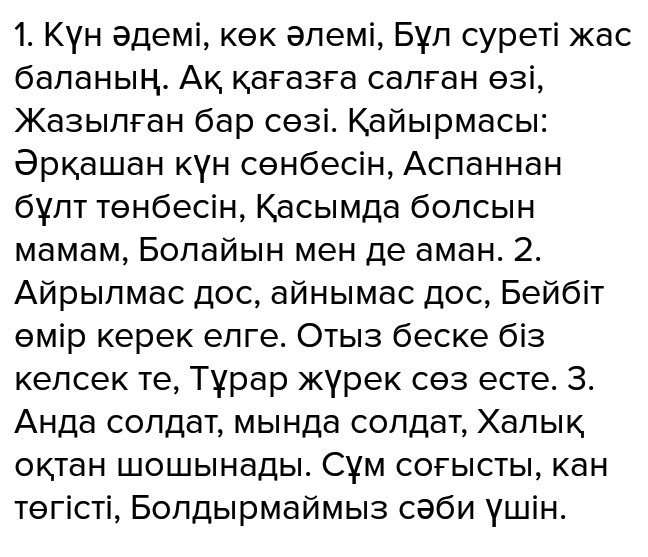 1. Күн әдемі, көк әлемі, Бұл суреті жас
баланың. Ақ қағазға салған өзі,
Жазылған бар сөзі. Қайырмасы:
Әрқашан күн сөнбесін, Аспаннан
бұлт төнбесін, Қасымда болсын
мамам, Болайын мен де аман. 2.
Айрылмас дос, айнымас дос, Бейбіт
өмір керек елге. Отыз беске біз
келсек те, Тұрар жүрек сөз есте. 3.
Анда солдат, мында солдат, Халық
оқтан шошынады. Сұм соғысты, кан
төгісті, Болдырмаймыз сәби үшін.